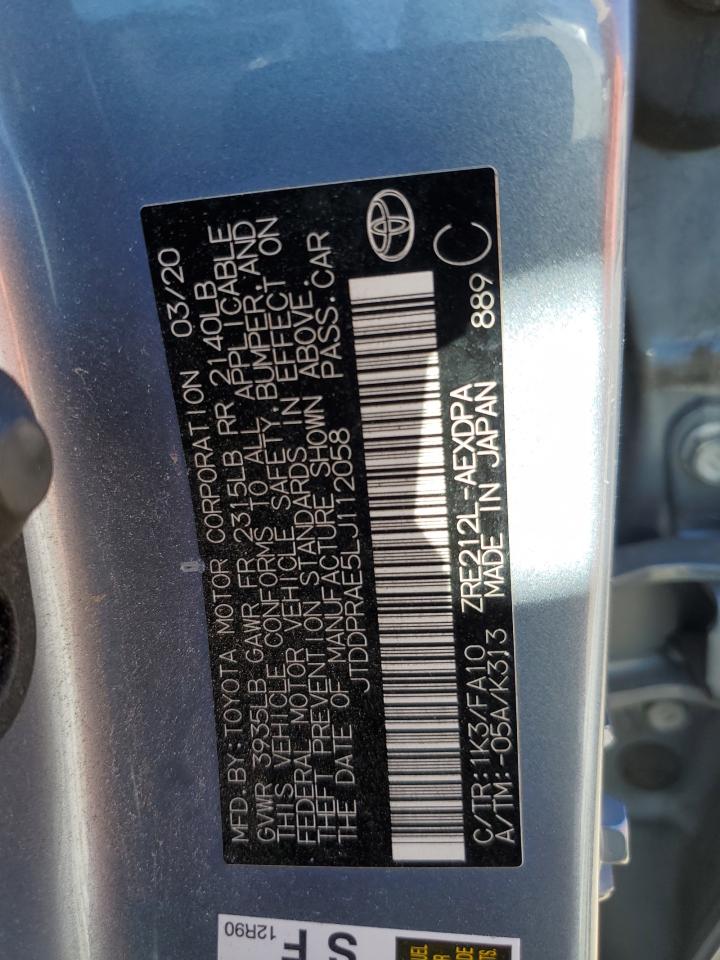 MFD. BY: TOYOTA MOTOR CORPORATION 03/20
GVWR 3935LB GAWR FR 2315LB RR 2140LB
THIS VEHICLE CONFORMS TO ALL APPLICABLE
FEDERAL MOTOR VEHICLE SAFETY, BUMPER, AND
THEFT PREVENTION STANDARDS IN EFFECT ON
THE DATE OF MANUFACTURE SHOWN ABOVE.
JTDDPRAE5LJ112058 PASS. CAR
C/TR: 1K3/FA10 ZRE212L-AEXDPA 889 C
A/TM: -05A/K313 MADE IN JAPAN
12R90
S F